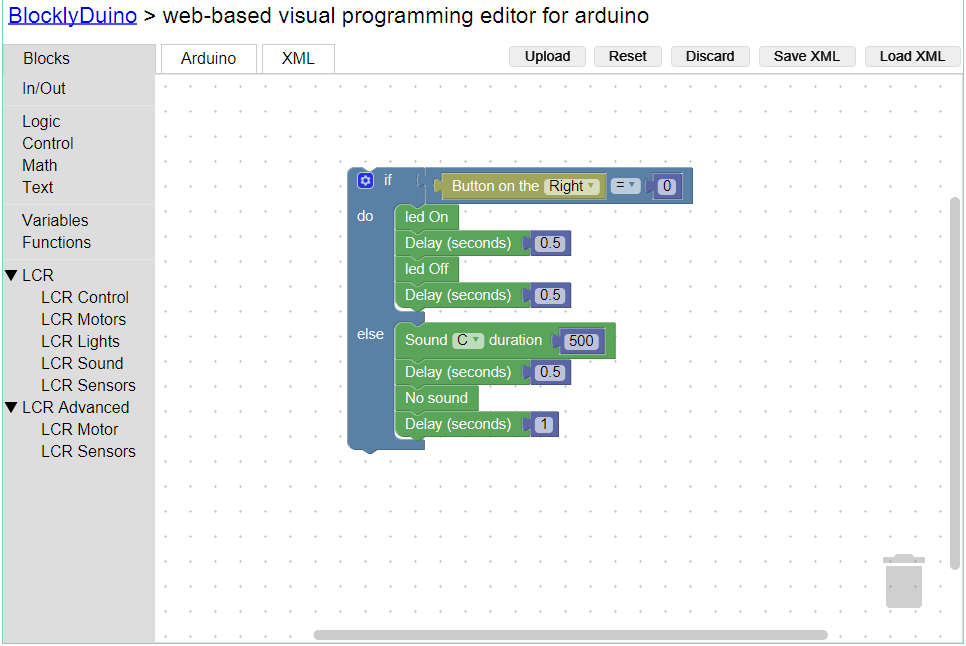 BlocklyDuino > web-based visual programming editor for arduino
Blocks
Arduino
XML
Upload
Reset
Discard
Save XML
Load XML
In/Out
Logic
Control
Math
Text
Variables
Functions
LCR
LCR Control
LCR Motors
LCR Lights
LCR Sound
LCR Sensors
LCR Advanced
LCR Motor
LCR Sensors
if Button on the Right = 0
do led On
Delay (seconds) 0.5
led Off
Delay (seconds) 0.5
else Sound C duration 500
Delay (seconds) 0.5
No sound
Delay (seconds) 1